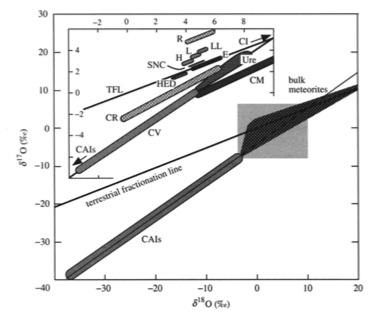 30
20
10
0
−10
−20
−30
−40
δ¹⁷O (‰)
−2 0 2 4 6 8
R
CI
4
L
LL
H
E
2
SNC
Ure
TFL
HED
CM
−2
CR
CV
−4
CAIs
bulk
meteorites
terrestrial fractionation line
CAIs
−40 −30 −20 −10 0 10 20
δ¹⁸O (‰)